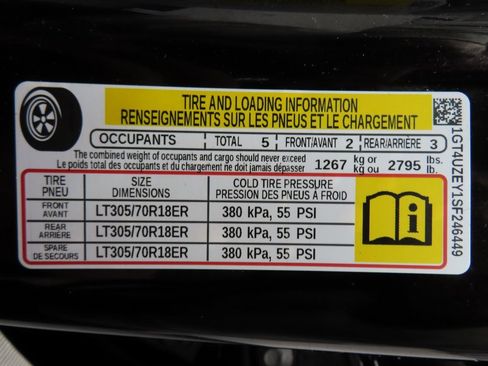 TIRE AND LOADING INFORMATION
RENSEIGNEMENTS SUR LES PNEUS ET LE CHARGEMENT
OCCUPANTS TOTAL 5 FRONT/AVANT 2 REAR/ARRIÈRE 3
The combined weight of occupants and cargo should never exceed 1267 kg or 2795 lbs.
Le poids total des occupants et du chargement ne doit jamais dépasser kg ou lb.
TIRE SIZE COLD TIRE PRESSURE
PNEU DIMENSIONS PRESSION DES PNEUS À FROID
FRONT
AVANT LT305/70R18ER 380 kPa, 55 PSI
REAR
ARRIÈRE LT305/70R18ER 380 kPa, 55 PSI
SPARE
DE SECOURS LT305/70R18ER 380 kPa, 55 PSI
1GT4UZEY1SF246449